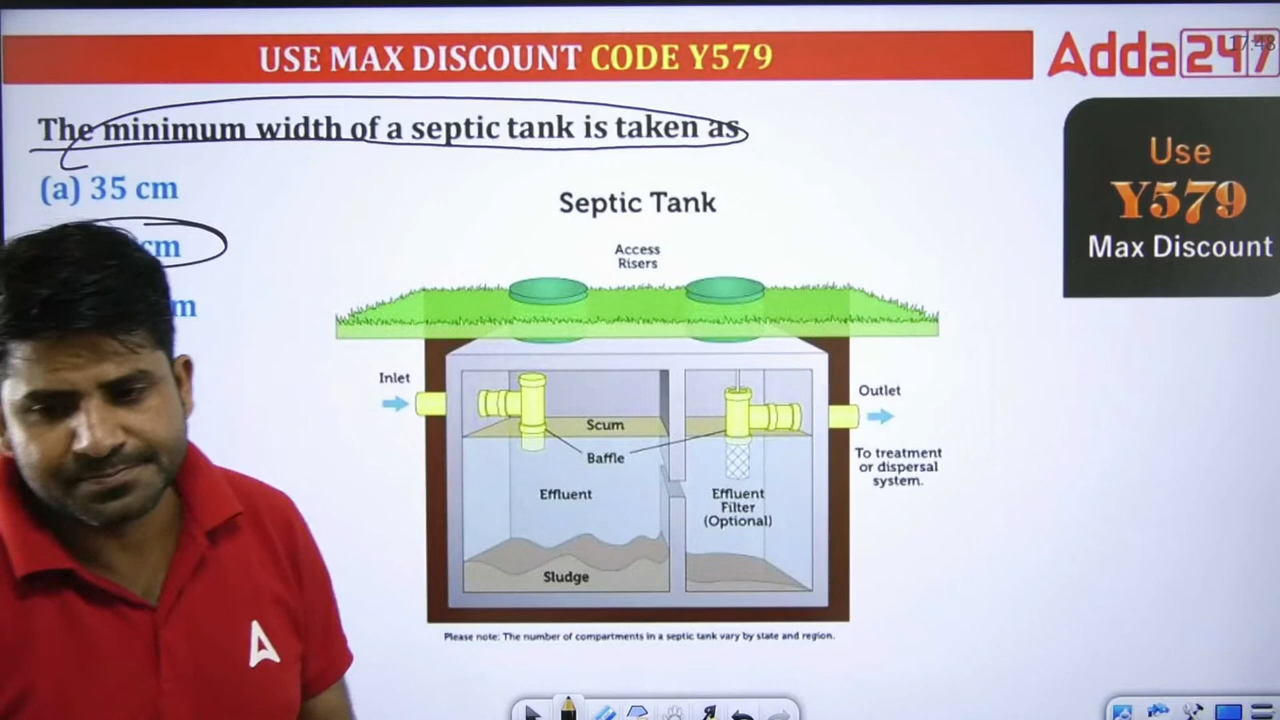 USE MAX DISCOUNT CODE Y579
Adda247
17:48
The minimum width of a septic tank is taken as
(a) 35 cm
cm
m
Use
Y579
Max Discount
Septic Tank
Access
Risers
Inlet
Outlet
Scum
Baffle
To treatment
or dispersal
system.
Effluent
Effluent
Filter
(Optional)
Sludge
Please note: The number of compartments in a septic tank vary by state and region.